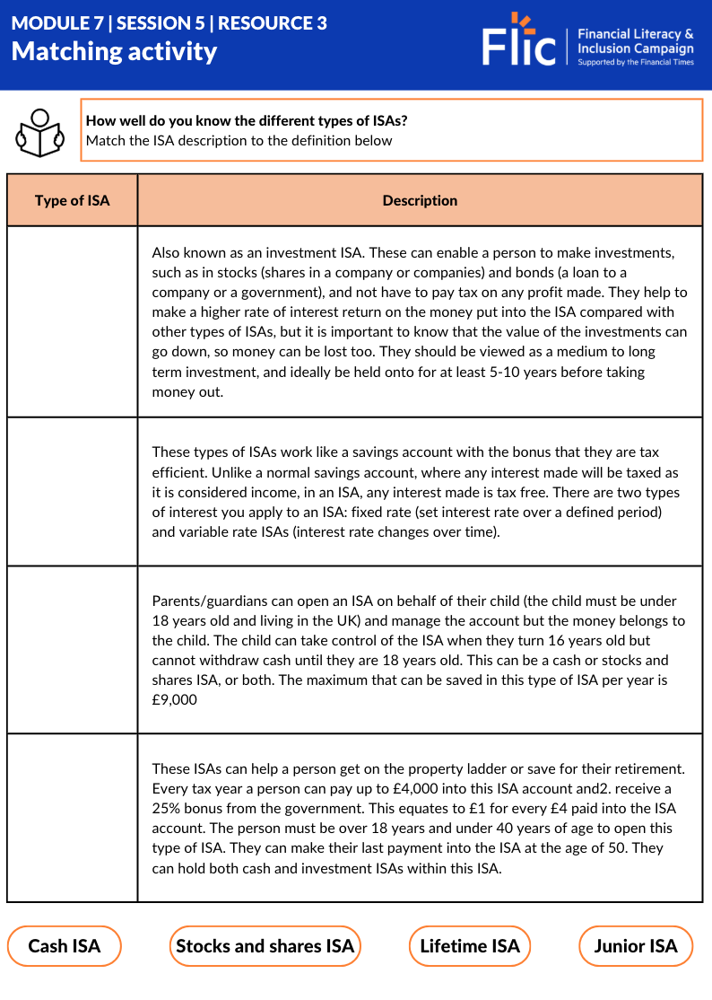 MODULE 7 | SESSION 5 | RESOURCE 3
Matching activity
FLiC
Financial Literacy &
Inclusion Campaign
Supported by the Financial Times
How well do you know the different types of ISAs?
Match the ISA description to the definition below
Type of ISA
Description
Also known as an investment ISA. These can enable a person to make investments,
such as in stocks (shares in a company or companies) and bonds (a loan to a
company or a government), and not have to pay tax on any profit made. They help to
make a higher rate of interest return on the money put into the ISA compared with
other types of ISAs, but it is important to know that the value of the investments can
go down, so money can be lost too. They should be viewed as a medium to long
term investment, and ideally be held onto for at least 5-10 years before taking
money out.
These types of ISAs work like a savings account with the bonus that they are tax
efficient. Unlike a normal savings account, where any interest made will be taxed as
it is considered income, in an ISA, any interest made is tax free. There are two types
of interest you apply to an ISA: fixed rate (set interest rate over a defined period)
and variable rate ISAs (interest rate changes over time).
Parents/guardians can open an ISA on behalf of their child (the child must be under
18 years old and living in the UK) and manage the account but the money belongs to
the child. The child can take control of the ISA when they turn 16 years old but
cannot withdraw cash until they are 18 years old. This can be a cash or stocks and
shares ISA, or both. The maximum that can be saved in this type of ISA per year is
£9,000
These ISAs can help a person get on the property ladder or save for their retirement.
Every tax year a person can pay up to £4,000 into this ISA account and2. receive a
25% bonus from the government. This equates to £1 for every £4 paid into the ISA
account. The person must be over 18 years and under 40 years of age to open this
type of ISA. They can make their last payment into the ISA at the age of 50. They
can hold both cash and investment ISAs within this ISA.
Cash ISA
Stocks and shares ISA
Lifetime ISA
Junior ISA